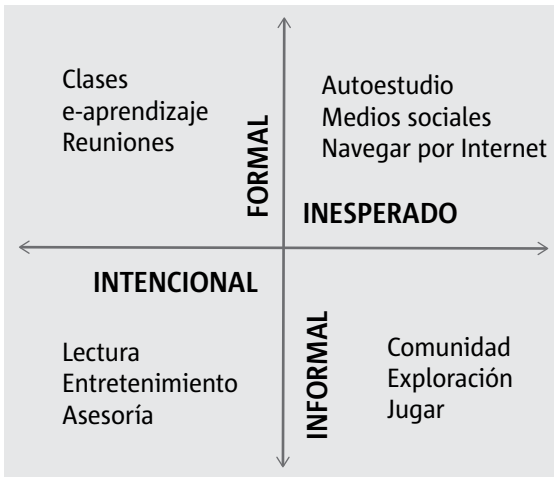 Clases
e-aprendizaje
Reuniones
FORMAL
Autoestudio
Medios sociales
Navegar por Internet
INESPERADO
INTENCIONAL
Lectura
Entretenimiento
Asesoría
INFORMAL
Comunidad
Exploración
Jugar